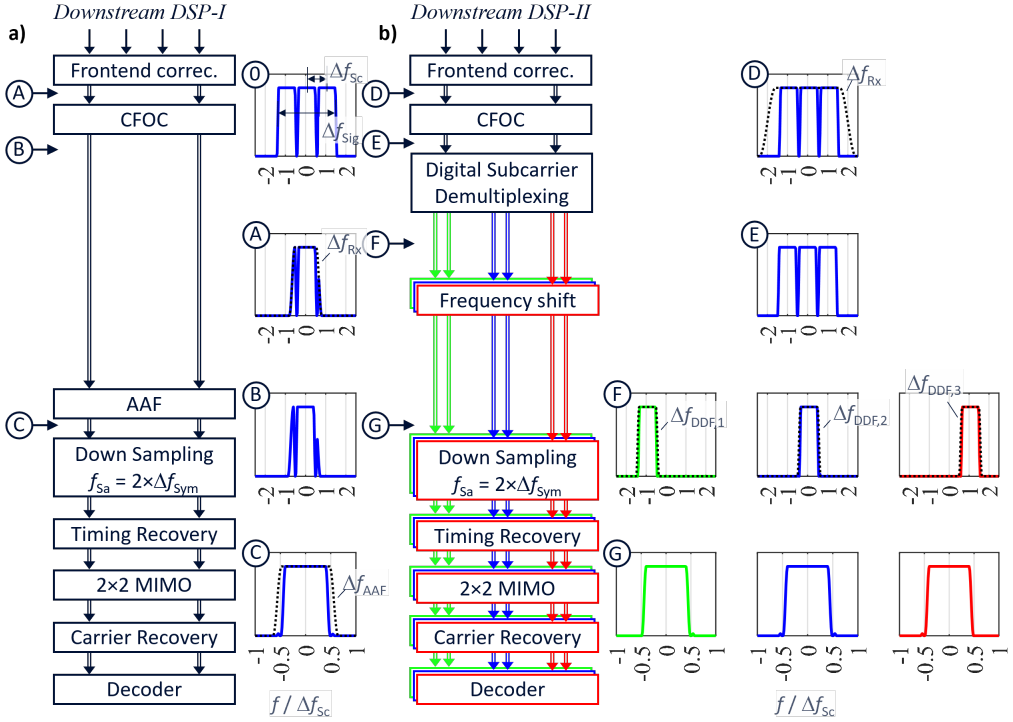 Downstream DSP-I
Downstream DSP-II
a)
b)
Frontend correc.
A
CFOC
B
AAF
C
Down Sampling
fSa = 2×ΔfSym
Timing Recovery
2×2 MIMO
Carrier Recovery
Decoder
0
ΔfSc
ΔfSig
-2 -1 0 1 2
A
ΔfRx
-2 -1 0 1 2
B
-2 -1 0 1 2
C
ΔfAAF
-1 -0.5 0 0.5 1
f / ΔfSc
Frontend correc.
D
CFOC
E
Digital Subcarrier
Demultiplexing
F
Frequency shift
G
Down Sampling
fSa = 2×ΔfSym
Timing Recovery
2×2 MIMO
Carrier Recovery
Decoder
D
ΔfRx
-2 -1 0 1 2
E
-2 -1 0 1 2
F
ΔfDDF,1
-2 -1 0 1 2
ΔfDDF,2
-2 -1 0 1 2
ΔfDDF,3
-2 -1 0 1 2
G
-1 -0.5 0 0.5 1
-1 -0.5 0 0.5 1
-1 -0.5 0 0.5 1
f / ΔfSc